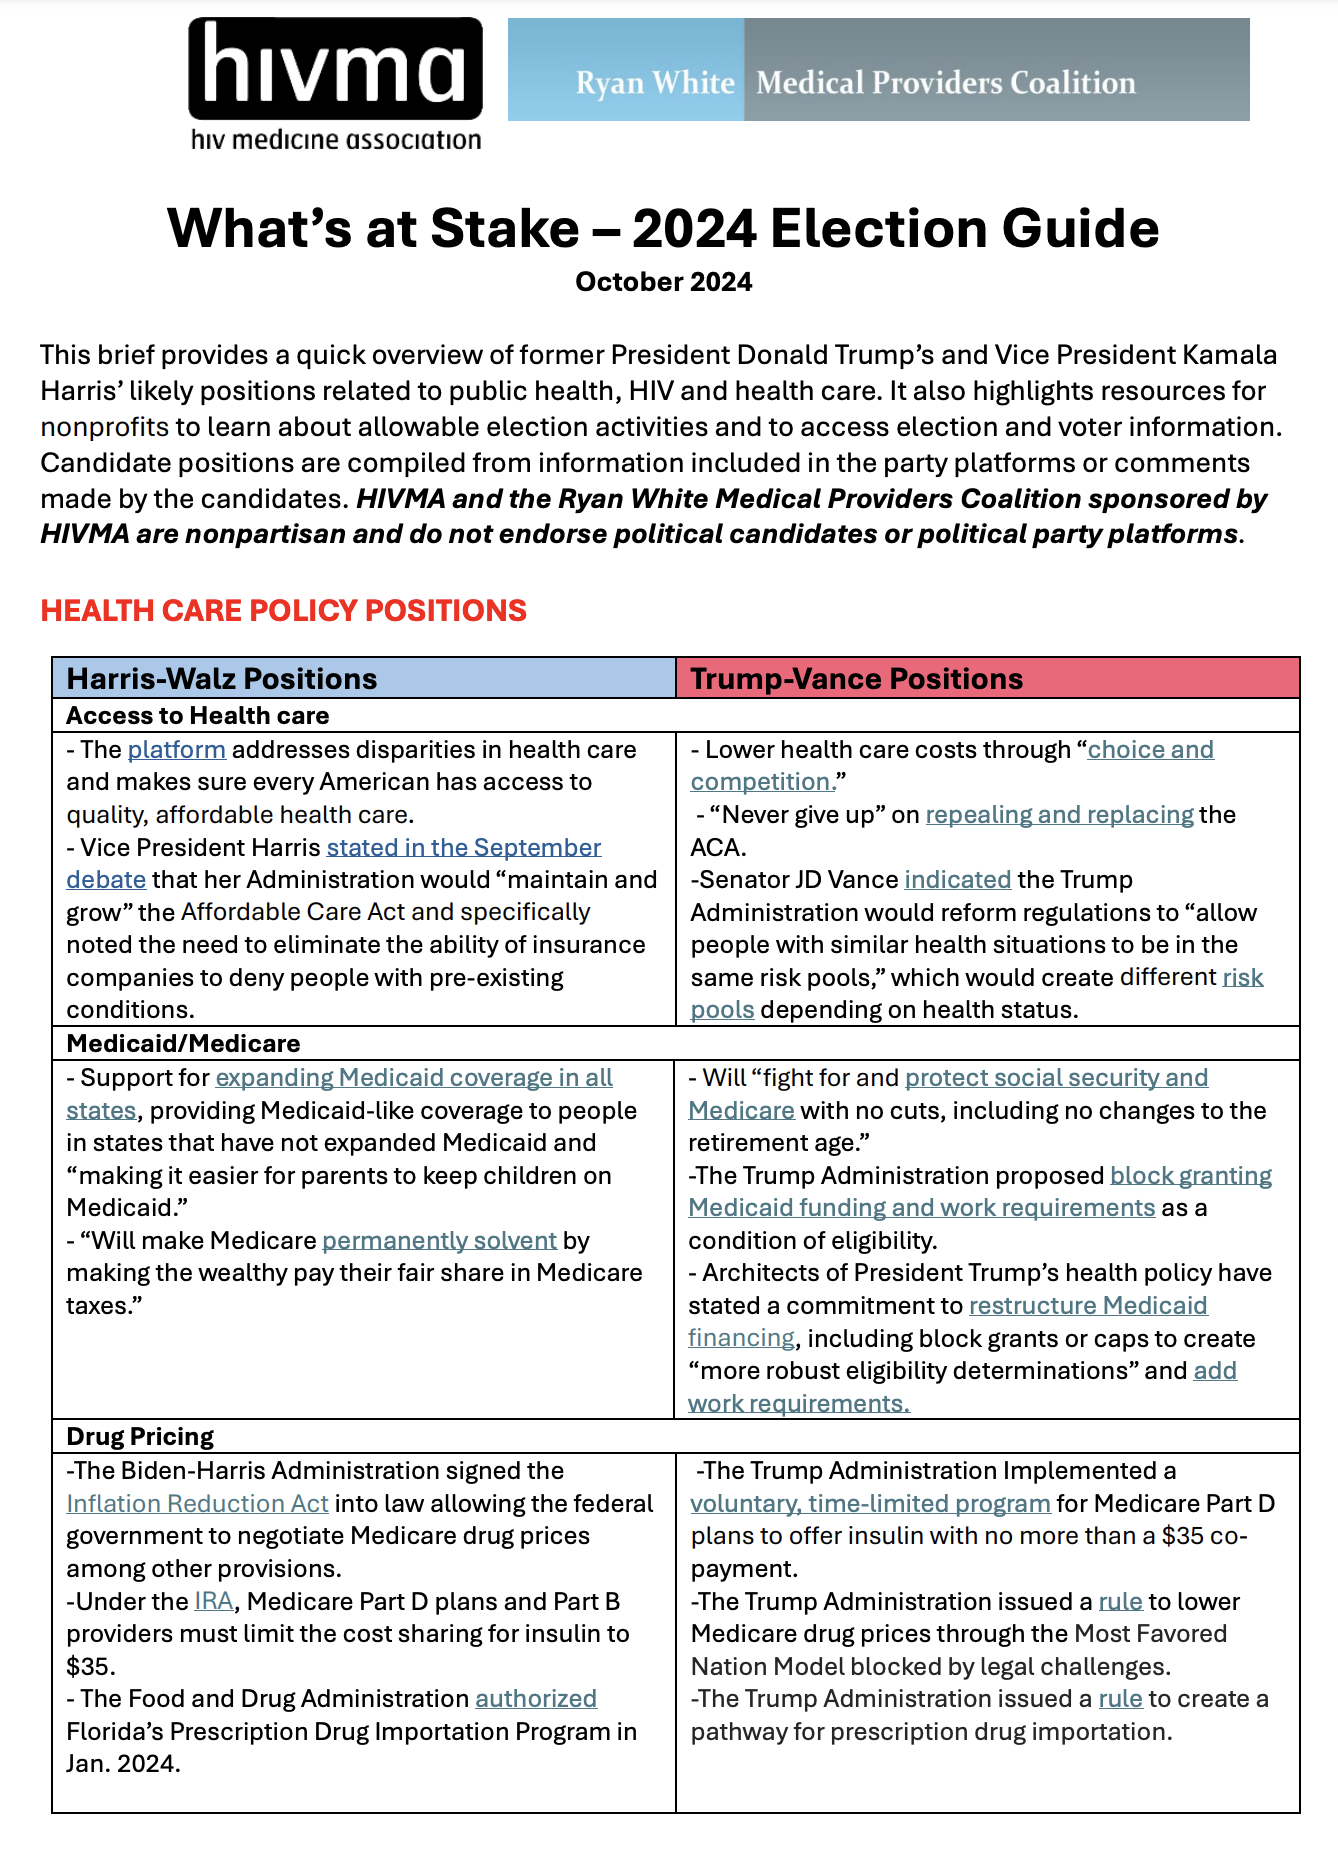 hivma
hiv medicine association
Ryan White Medical Providers Coalition
What’s at Stake – 2024 Election Guide
October 2024
This brief provides a quick overview of former President Donald Trump’s and Vice President Kamala
Harris’ likely positions related to public health, HIV and health care. It also highlights resources for
nonprofits to learn about allowable election activities and to access election and voter information.
Candidate positions are compiled from information included in the party platforms or comments
made by the candidates. HIVMA and the Ryan White Medical Providers Coalition sponsored by
HIVMA are nonpartisan and do not endorse political candidates or political party platforms.
HEALTH CARE POLICY POSITIONS
Harris-Walz Positions
Trump-Vance Positions
Access to Health care
- The platform addresses disparities in health care
and makes sure every American has access to
quality, affordable health care.
- Vice President Harris stated in the September
debate that her Administration would “maintain and
grow” the Affordable Care Act and specifically
noted the need to eliminate the ability of insurance
companies to deny people with pre-existing
conditions.
- Lower health care costs through “choice and
competition.”
- “Never give up” on repealing and replacing the
ACA.
-Senator JD Vance indicated the Trump
Administration would reform regulations to “allow
people with similar health situations to be in the
same risk pools,” which would create different risk
pools depending on health status.
Medicaid/Medicare
- Support for expanding Medicaid coverage in all
states, providing Medicaid-like coverage to people
in states that have not expanded Medicaid and
“making it easier for parents to keep children on
Medicaid.”
- “Will make Medicare permanently solvent by
making the wealthy pay their fair share in Medicare
taxes.”
- Will “fight for and protect social security and
Medicare with no cuts, including no changes to the
retirement age.”
-The Trump Administration proposed block granting
Medicaid funding and work requirements as a
condition of eligibility.
- Architects of President Trump’s health policy have
stated a commitment to restructure Medicaid
financing, including block grants or caps to create
“more robust eligibility determinations” and add
work requirements.
Drug Pricing
-The Biden-Harris Administration signed the
Inflation Reduction Act into law allowing the federal
government to negotiate Medicare drug prices
among other provisions.
-Under the IRA, Medicare Part D plans and Part B
providers must limit the cost sharing for insulin to
$35.
- The Food and Drug Administration authorized
Florida’s Prescription Drug Importation Program in
Jan. 2024.
-The Trump Administration Implemented a
voluntary, time-limited program for Medicare Part D
plans to offer insulin with no more than a $35 co-
payment.
-The Trump Administration issued a rule to lower
Medicare drug prices through the Most Favored
Nation Model blocked by legal challenges.
-The Trump Administration issued a rule to create a
pathway for prescription drug importation.